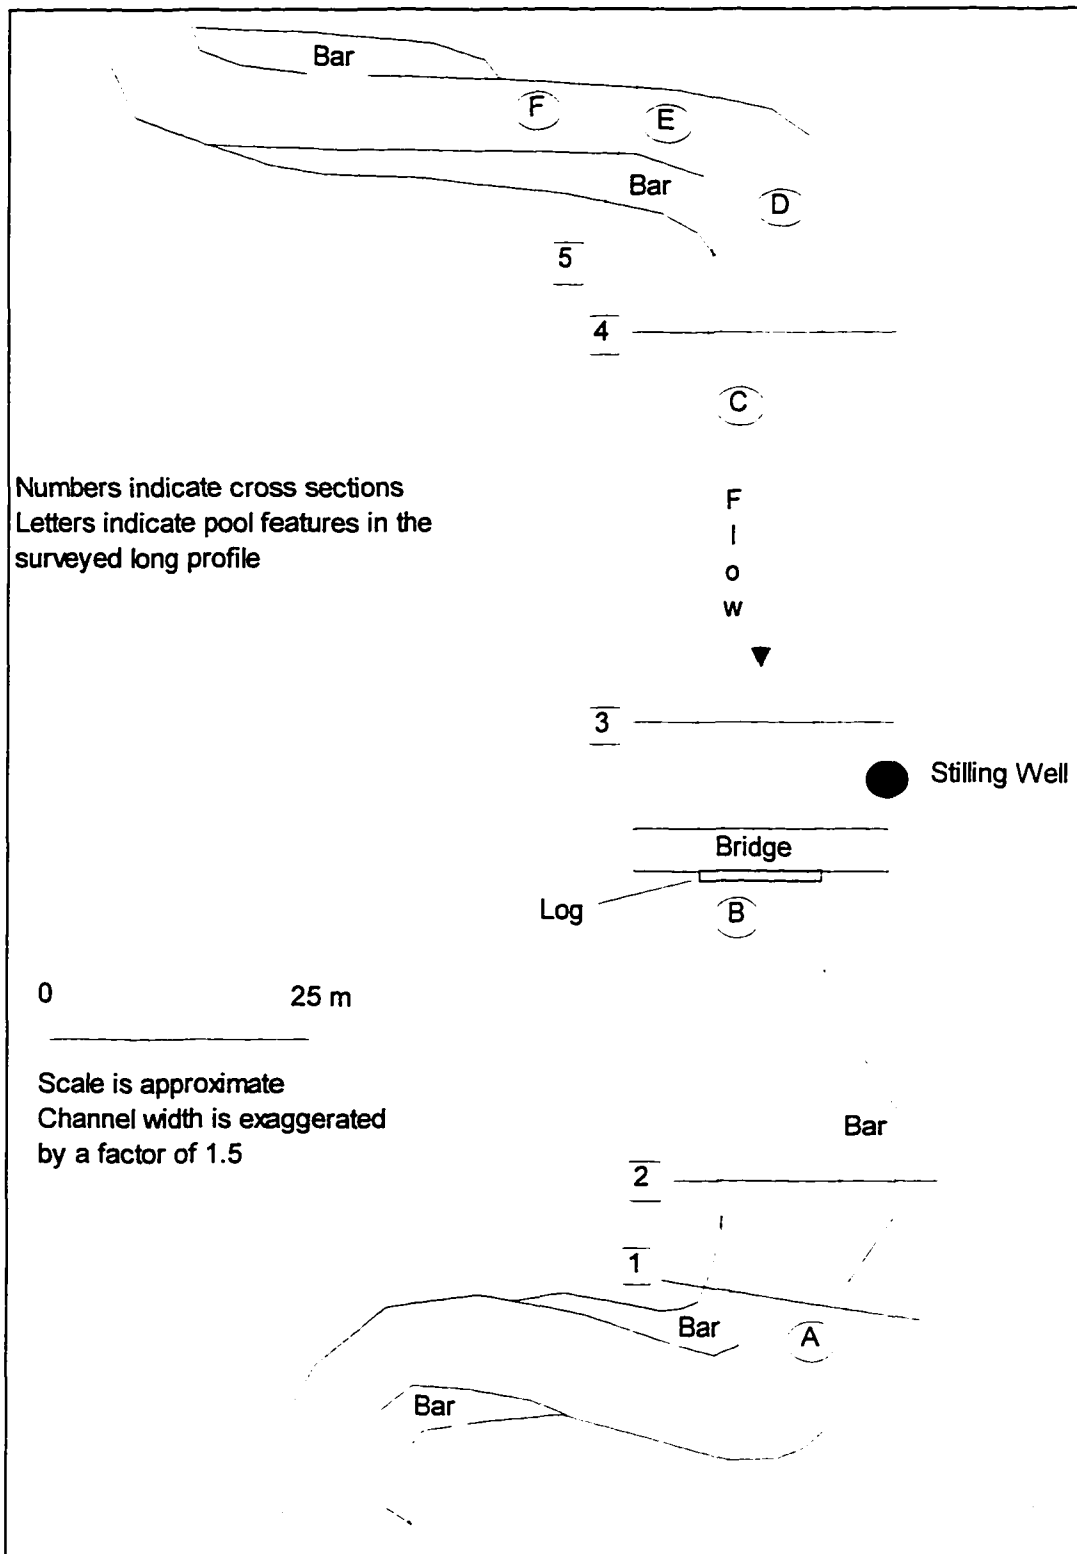 Bar
F
E
Bar
D
5
4
C
Numbers indicate cross sections
Letters indicate pool features in the
surveyed long profile
Flow
3
Stilling Well
Bridge
Log
B
0 25 m
Scale is approximate
Channel width is exaggerated
by a factor of 1.5
Bar
2
1
Bar
A
Bar